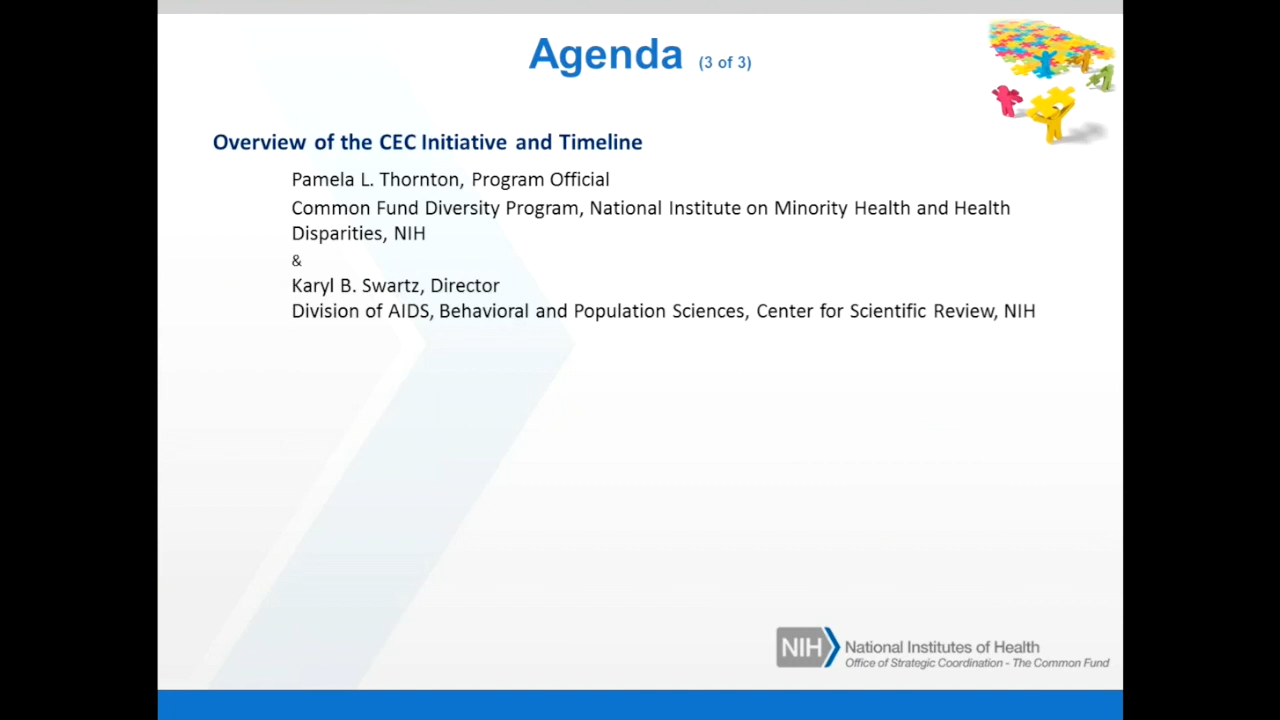 Agenda (3 of 3)
Overview of the CEC Initiative and Timeline
Pamela L. Thornton, Program Official
Common Fund Diversity Program, National Institute on Minority Health and Health
Disparities, NIH
&
Karyl B. Swartz, Director
Division of AIDS, Behavioral and Population Sciences, Center for Scientific Review, NIH
NIH National Institutes of Health
Office of Strategic Coordination - The Common Fund